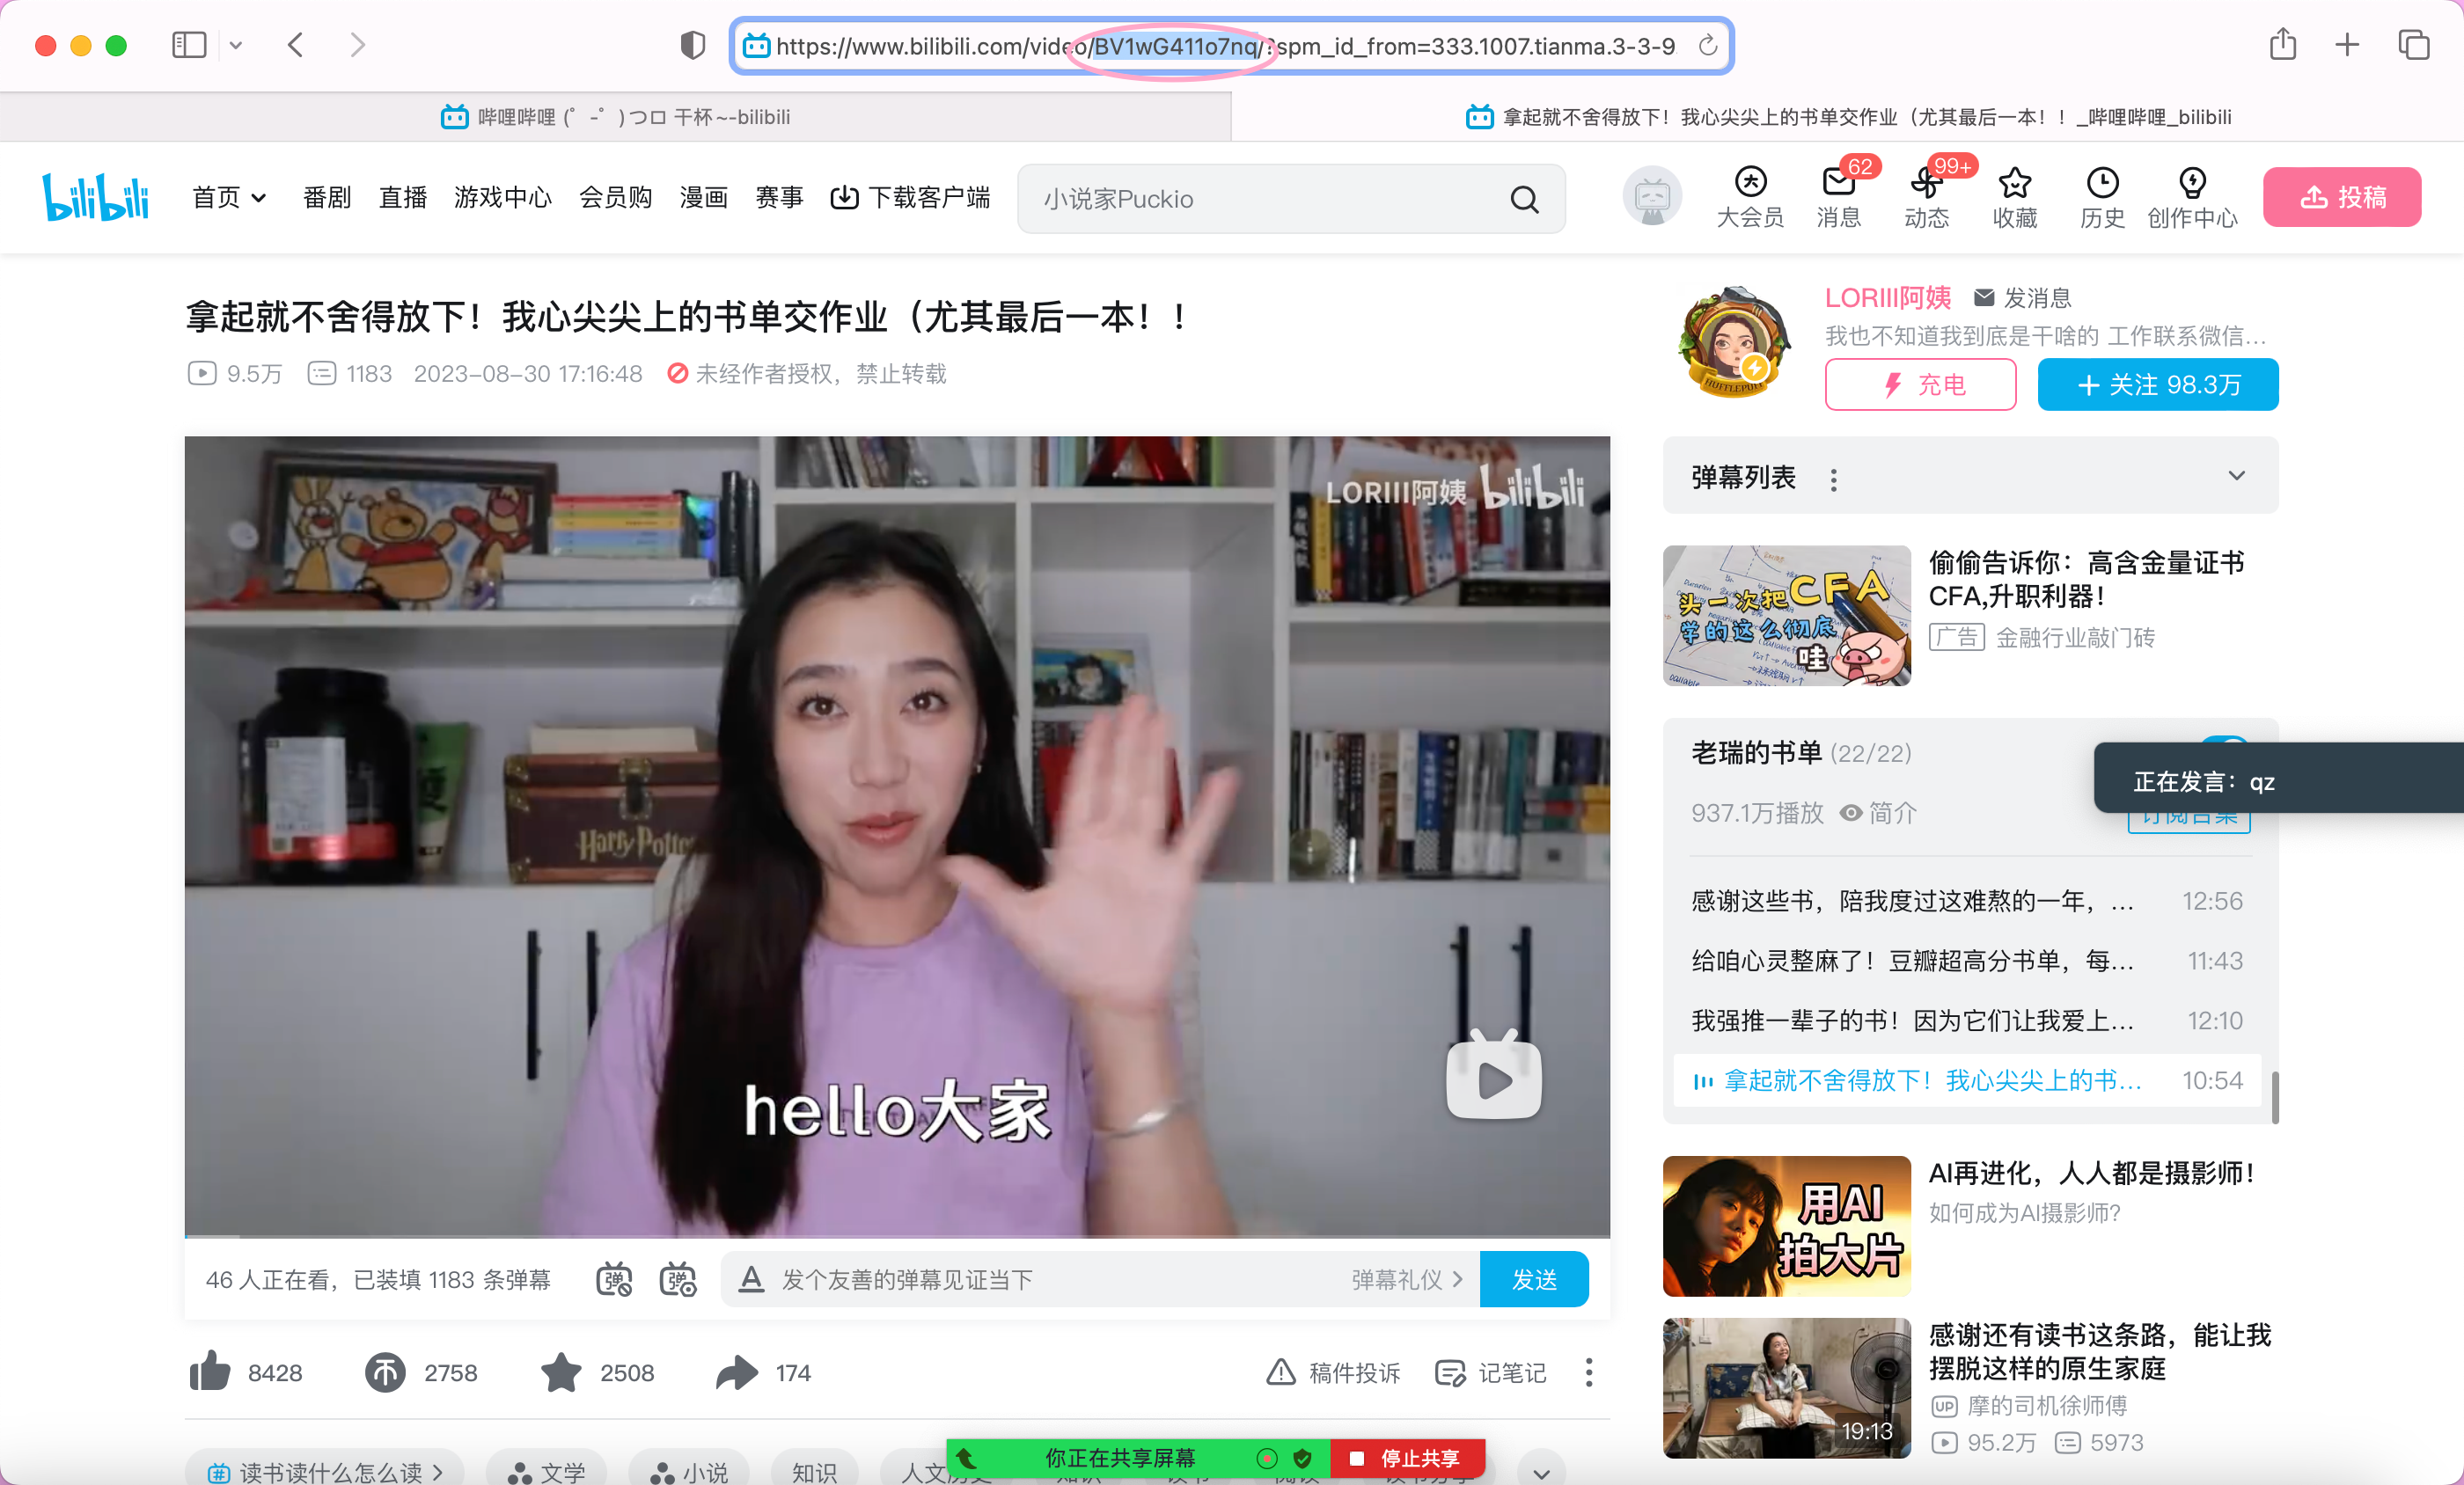 https://www.bilibili.com/video/BV1wG411o7nq/?spm_id_from=333.1007.tianma.3-3-9
哔哩哔哩 (゜-゜)つロ 干杯~-bilibili
拿起就不舍得放下！我心尖尖上的书单交作业（尤其最后一本！！_哔哩哔哩_bilibili
bilibili
首页
番剧
直播
游戏中心
会员购
漫画
赛事
下载客户端
小说家Puckio
大会员
62
消息
99+
动态
收藏
历史
创作中心
投稿
拿起就不舍得放下！我心尖尖上的书单交作业（尤其最后一本！！
9.5万 1183 2023-08-30 17:16:48 未经作者授权，禁止转载
LORIII阿姨 发消息
我也不知道我到底是干啥的 工作联系微信...
充电
+ 关注 98.3万
HUFFLEPUFF
LORIII阿姨 bilibili
Harry Potter
hello大家
弹幕列表
头一次把CFA
学的这么彻底
哇
偷偷告诉你：高含金量证书
CFA,升职利器！
广告 金融行业敲门砖
老瑞的书单 (22/22)
正在发言：qz
937.1万播放 简介
订阅合集
感谢这些书，陪我度过这难熬的一年，... 12:56
给咱心灵整麻了！豆瓣超高分书单，每... 11:43
我强推一辈子的书！因为它们让我爱上... 12:10
拿起就不舍得放下！我心尖尖上的书... 10:54
用AI
拍大片
AI再进化，人人都是摄影师！
如何成为AI摄影师？
19:13
感谢还有读书这条路，能让我
摆脱这样的原生家庭
UP 摩的司机徐师傅
95.2万 5973
46 人正在看，已装填 1183 条弹幕
弹
弹
A 发个友善的弹幕见证当下
弹幕礼仪 >
发送
8428
2758
2508
174
稿件投诉
记笔记
读书读什么怎么读 >
文学
小说
知识
人文历史
你正在共享屏幕
停止共享